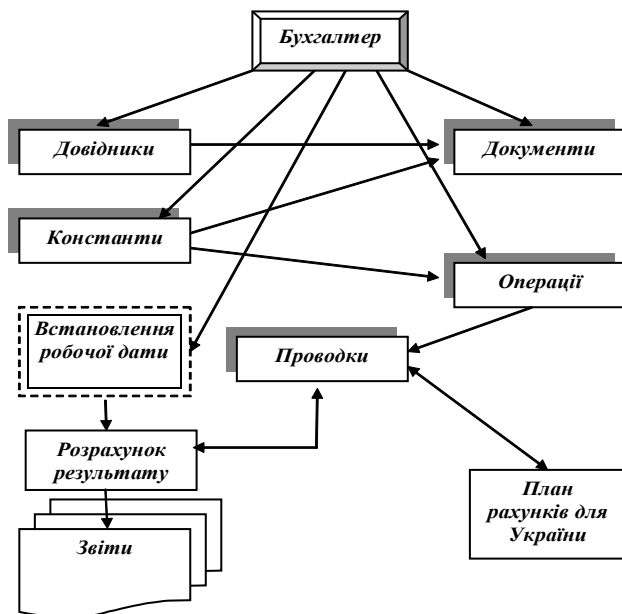 Бухгалтер
Довідники
Документи
Константи
Операції
Встановлення
робочої дати
Проводки
Розрахунок
результату
План
рахунків для
України
Звіти